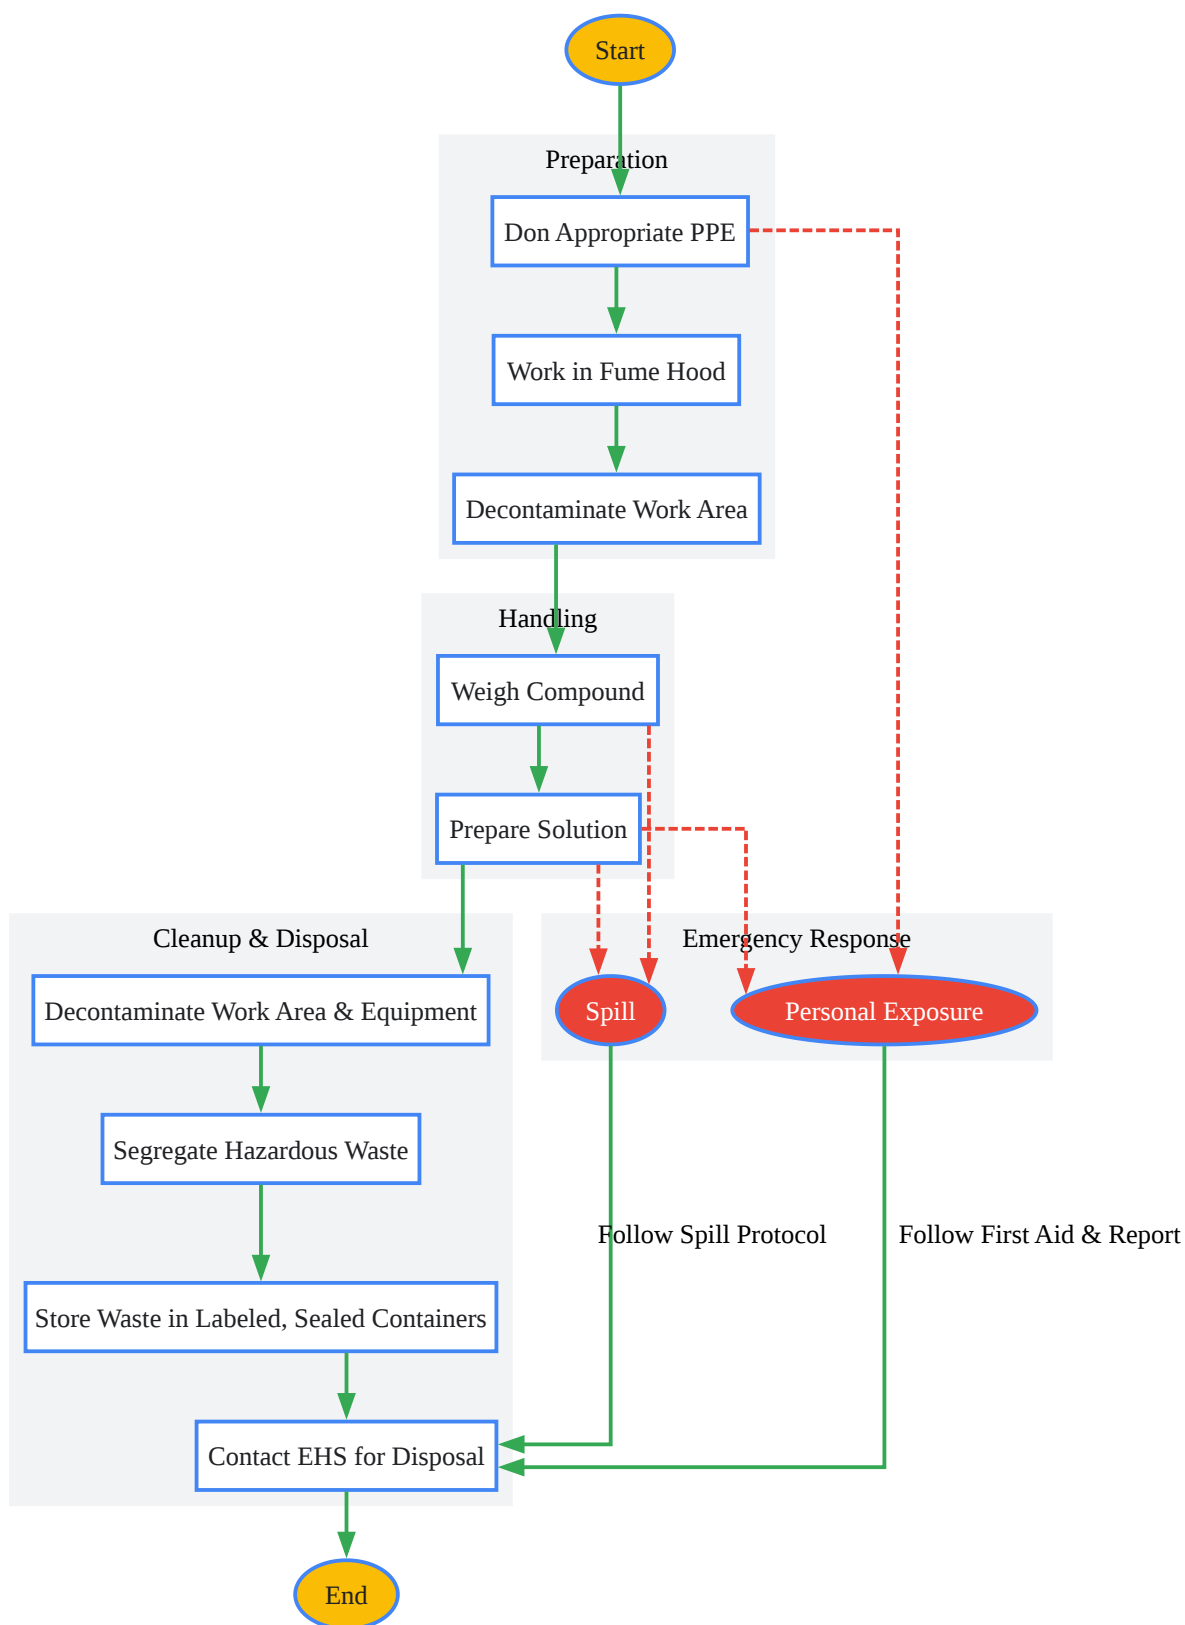 Start
Preparation
Don Appropriate PPE
Work in Fume Hood
Decontaminate Work Area
Handling
Weigh Compound
Prepare Solution
Cleanup & Disposal
Emergency Response
Decontaminate Work Area & Equipment
Spill
Personal Exposure
Segregate Hazardous Waste
Follow Spill Protocol
Follow First Aid & Report
Store Waste in Labeled, Sealed Containers
Contact EHS for Disposal
End